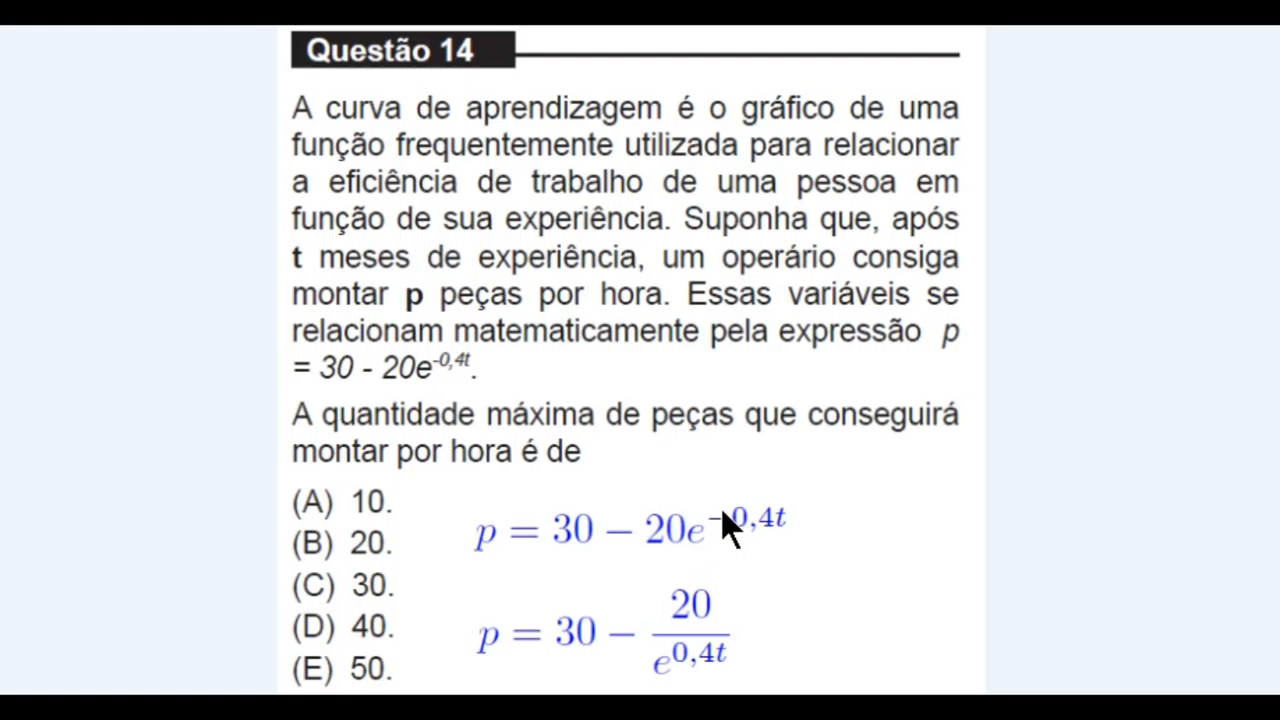 Questão 14
A curva de aprendizagem é o gráfico de uma
função frequentemente utilizada para relacionar
a eficiência de trabalho de uma pessoa em
função de sua experiência. Suponha que, após
t meses de experiência, um operário consiga
montar p peças por hora. Essas variáveis se
relacionam matematicamente pela expressão p
= 30 - 20e^-0,4t.
A quantidade máxima de peças que conseguirá
montar por hora é de
(A) 10.
(B) 20.
(C) 30.
(D) 40.
(E) 50.
p = 30 − 20e^−0,4t
p = 30 − 20/e^0,4t